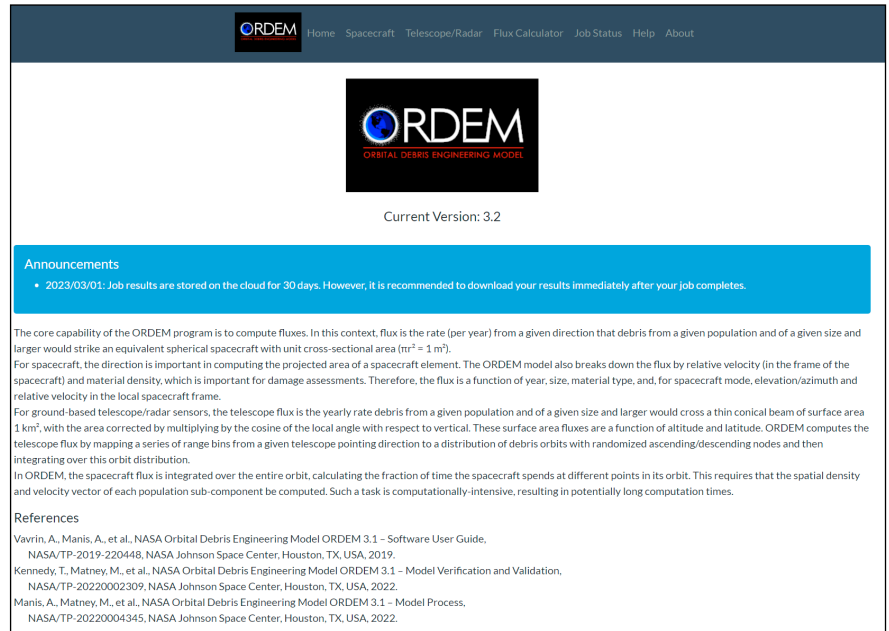 ORDEM
Home Spacecraft Telescope/Radar Flux Calculator Job Status Help About
ORDEM
ORBITAL DEBRIS ENGINEERING MODEL
Current Version: 3.2
Announcements
• 2023/03/01: Job results are stored on the cloud for 30 days. However, it is recommended to download your results immediately after your job completes.
The core capability of the ORDEM program is to compute fluxes. In this context, flux is the rate (per year) from a given direction that debris from a given population and of a given size and
larger would strike an equivalent spherical spacecraft with unit cross-sectional area (πr² = 1 m²).
For spacecraft, the direction is important in computing the projected area of a spacecraft element. The ORDEM model also breaks down the flux by relative velocity (in the frame of the
spacecraft) and material density, which is important for damage assessments. Therefore, the flux is a function of year, size, material type, and, for spacecraft mode, elevation/azimuth and
relative velocity in the local spacecraft frame.
For ground-based telescope/radar sensors, the telescope flux is the yearly rate debris from a given population and of a given size and larger would cross a thin conical beam of surface area
1 km², with the area corrected by multiplying by the cosine of the local angle with respect to vertical. These surface area fluxes are a function of altitude and latitude. ORDEM computes the
telescope flux by mapping a series of range bins from a given telescope pointing direction to a distribution of debris orbits with randomized ascending/descending nodes and then
integrating over this orbit distribution.
In ORDEM, the spacecraft flux is integrated over the entire orbit, calculating the fraction of time the spacecraft spends at different points in its orbit. This requires that the spatial density
and velocity vector of each population sub-component be computed. Such a task is computationally-intensive, resulting in potentially long computation times.
References
Vavrin, A., Manis, A., et al., NASA Orbital Debris Engineering Model ORDEM 3.1 – Software User Guide,
NASA/TP-2019-220448, NASA Johnson Space Center, Houston, TX, USA, 2019.
Kennedy, T., Matney, M., et al., NASA Orbital Debris Engineering Model ORDEM 3.1 – Model Verification and Validation,
NASA/TP-20220002309, NASA Johnson Space Center, Houston, TX, USA, 2022.
Manis, A., Matney, M., et al., NASA Orbital Debris Engineering Model ORDEM 3.1 – Model Process,
NASA/TP-20220004345, NASA Johnson Space Center, Houston, TX, USA, 2022.